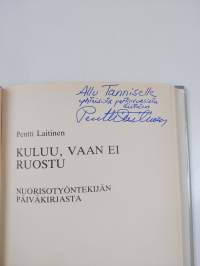 Allu Tanniselle
Pentti Laitinen
KULUU, VAAN EI
RUOSTU
NUORISOTYÖNTEKIJÄN
PÄIVÄKIRJASTA